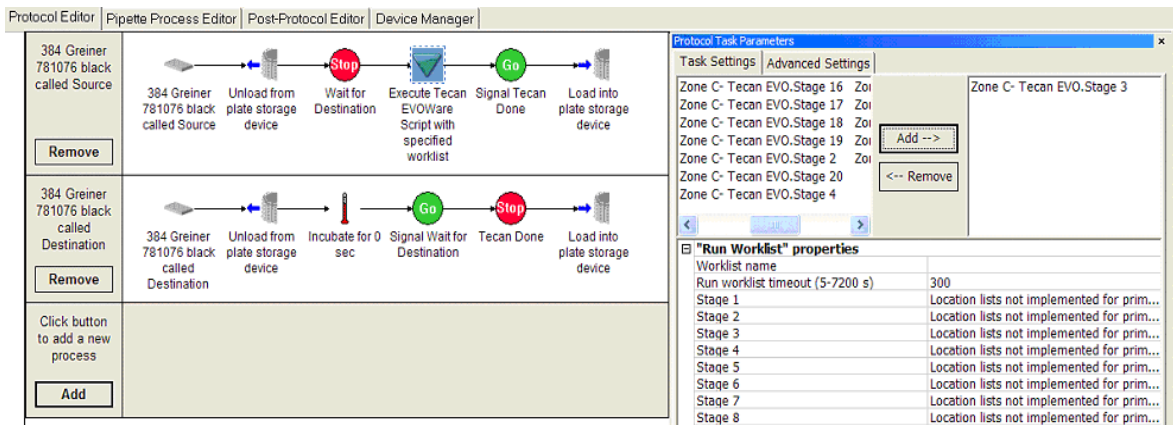 Protocol Editor
Pipette Process Editor
Post-Protocol Editor
Device Manager
384 Greiner
781076 black
called Source
Remove
384 Greiner
781076 black
called Source
Unload from
plate storage
device
Stop
Wait for
Destination
Execute Tecan
EVOWare
Script with
specified
worklist
Go
Signal Tecan
Done
Load into
plate storage
device
384 Greiner
781076 black
called
Destination
Remove
384 Greiner
781076 black
called
Destination
Unload from
plate storage
device
Incubate for 0
sec
Go
Signal Wait for
Destination
Stop
Tecan Done
Load into
plate storage
device
Click button
to add a new
process
Add
Protocol Task Parameters
Task Settings
Advanced Settings
Zone C- Tecan EVO.Stage 16 Zo
Zone C- Tecan EVO.Stage 17 Zo
Zone C- Tecan EVO.Stage 18 Zo
Zone C- Tecan EVO.Stage 19 Zo
Zone C- Tecan EVO.Stage 2 Zo
Zone C- Tecan EVO.Stage 20
Zone C- Tecan EVO.Stage 4
Add -->
<-- Remove
Zone C- Tecan EVO.Stage 3
"Run Worklist" properties
Worklist name
Run worklist timeout (5-7200 s) 300
Stage 1 Location lists not implemented for prim...
Stage 2 Location lists not implemented for prim...
Stage 3 Location lists not implemented for prim...
Stage 4 Location lists not implemented for prim...
Stage 5 Location lists not implemented for prim...
Stage 6 Location lists not implemented for prim...
Stage 7 Location lists not implemented for prim...
Stage 8 Location lists not implemented for prim...